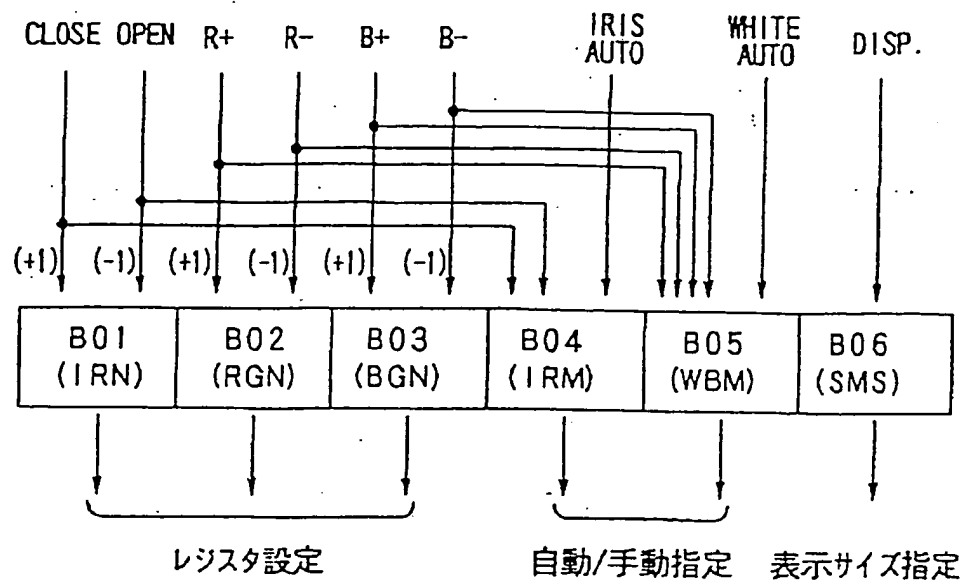 CLOSE OPEN R+ R- B+ B- IRIS AUTO WHITE AUTO DISP.
(+1) (-1) (+1) (-1) (+1) (-1)
B01 B02 B03 B04 B05 B06
(IRN) (RGN) (BGN) (IRM) (WBM) (SMS)
レジスタ設定 自動/手動指定 表示サイズ指定